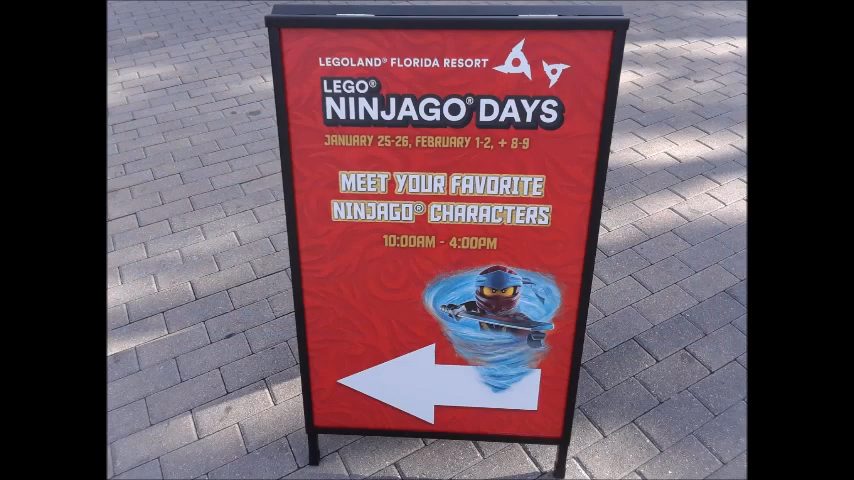 LEGOLAND® FLORIDA RESORT
LEGO®
NINJAGO® DAYS
JANUARY 25-26, FEBRUARY 1-2, + 8-9
MEET YOUR FAVORITE
NINJAGO® CHARACTERS
10:00AM - 4:00PM